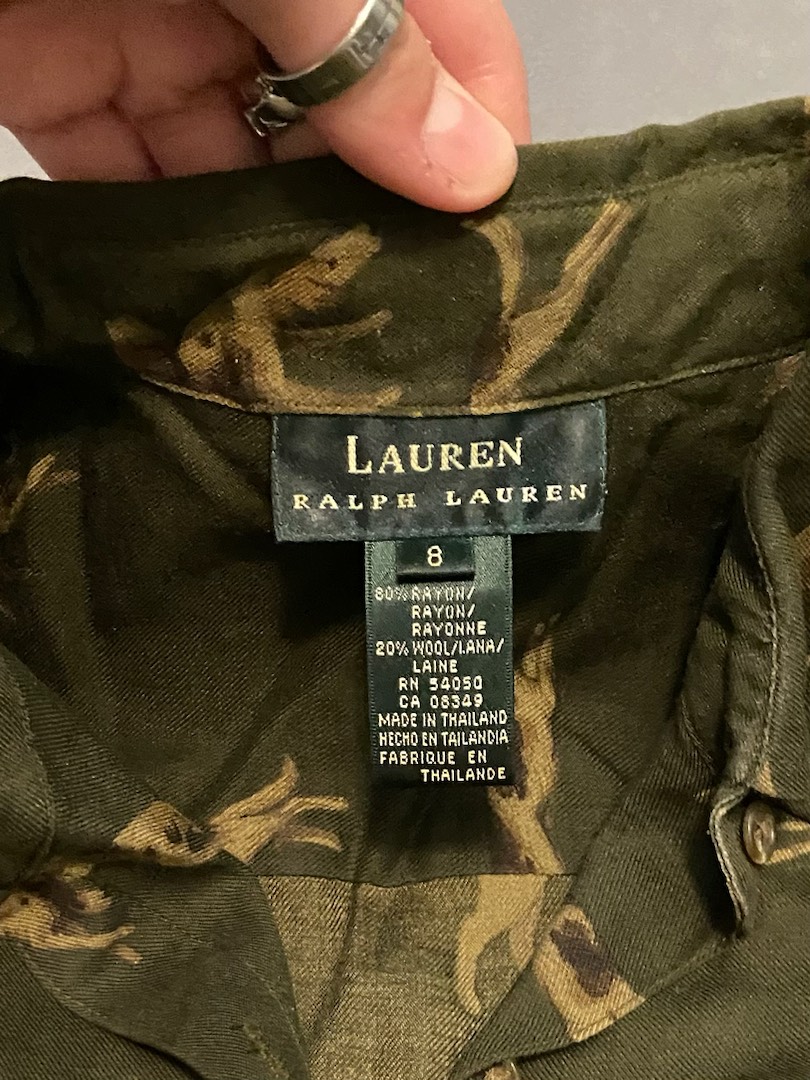 LAUREN
RALPH LAUREN
8
80% RAYON/
RAYON/
RAYONNE
20% WOOL/LANA/
LAINE
RN 54050
CA 08349
MADE IN THAILAND
HECHO EN TAILANDIA
FABRIQUE EN
THAILANDE